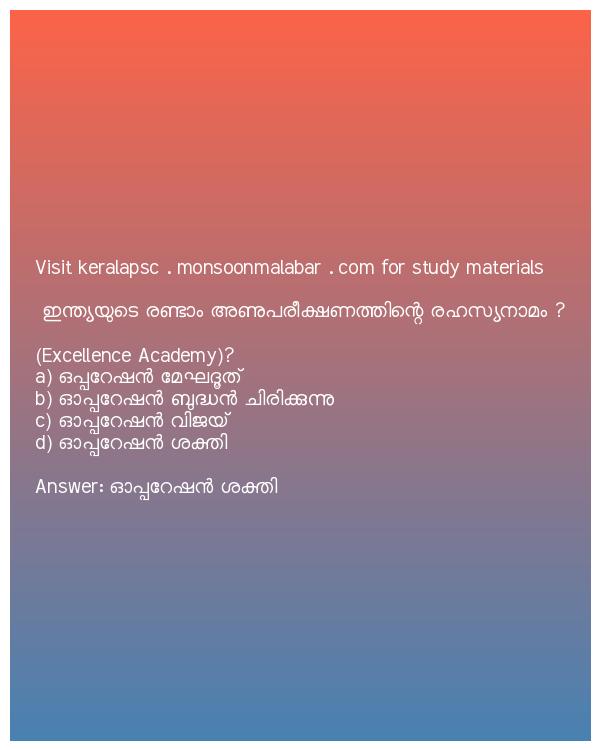 Visit keralapsc . monsoonmalabar . com for study materials
ഇന്ത്യയുടെ രണ്ടാം അണുപരീക്ഷണത്തിന്റെ രഹസ്യനാമം ?
(Excellence Academy)?
a) ഒപ്പറേഷൻ മേഘദൂത്
b) ഓപ്പറേഷൻ ബുദ്ധൻ ചിരിക്കുന്നു
c) ഓപ്പറേഷൻ വിജയ്
d) ഓപ്പറേഷൻ ശക്തി
Answer: ഓപ്പറേഷൻ ശക്തി